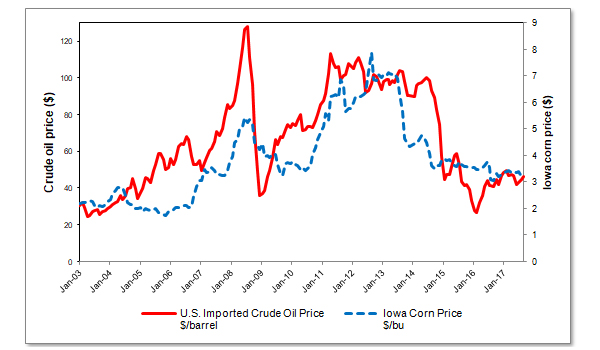 Crude oil price ($)
120
100
80
60
40
20
0
9
8
7
6
5
4
3
2
1
0
Iowa corn price ($)
Jan-03
Jan-04
Jan-05
Jan-06
Jan-07
Jan-08
Jan-09
Jan-10
Jan-11
Jan-12
Jan-13
Jan-14
Jan-15
Jan-16
Jan-17
U.S. Imported Crude Oil Price
$/barrel
Iowa Corn Price
$/bu